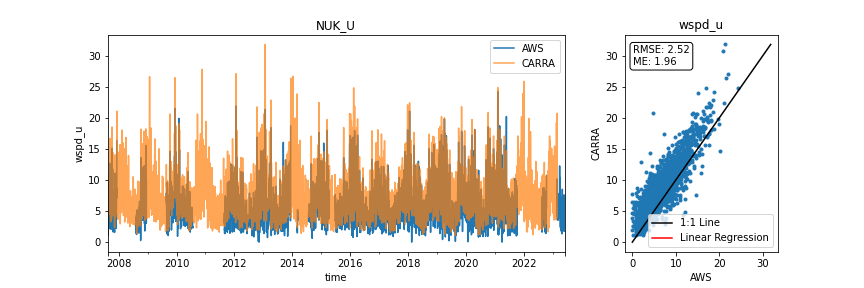 NUK_U
wspd_u
30
25
20
15
10
5
0
wspd_u
AWS
CARRA
2008
2010
2012
2014
2016
2018
2020
2022
time
30
25
20
15
10
5
0
CARRA
RMSE: 2.52
ME: 1.96
1:1 Line
Linear Regression
0
10
20
30
AWS